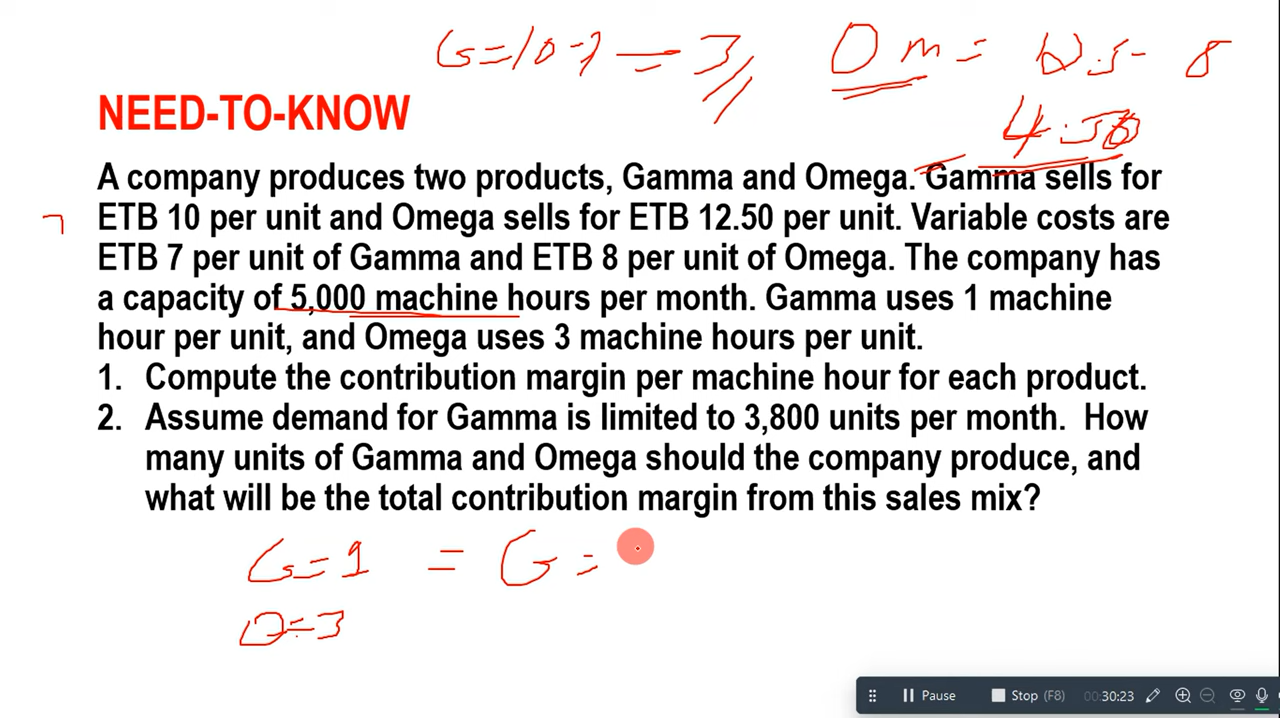 G=10-7 = 3
Om = 12.5- 8
= 4.50
NEED-TO-KNOW
A company produces two products, Gamma and Omega. Gamma sells for
ETB 10 per unit and Omega sells for ETB 12.50 per unit. Variable costs are
ETB 7 per unit of Gamma and ETB 8 per unit of Omega. The company has
a capacity of 5,000 machine hours per month. Gamma uses 1 machine
hour per unit, and Omega uses 3 machine hours per unit.
1. Compute the contribution margin per machine hour for each product.
2. Assume demand for Gamma is limited to 3,800 units per month. How
many units of Gamma and Omega should the company produce, and
what will be the total contribution margin from this sales mix?
G=1 = G =
O=3
Pause Stop (F8) 00:30:23